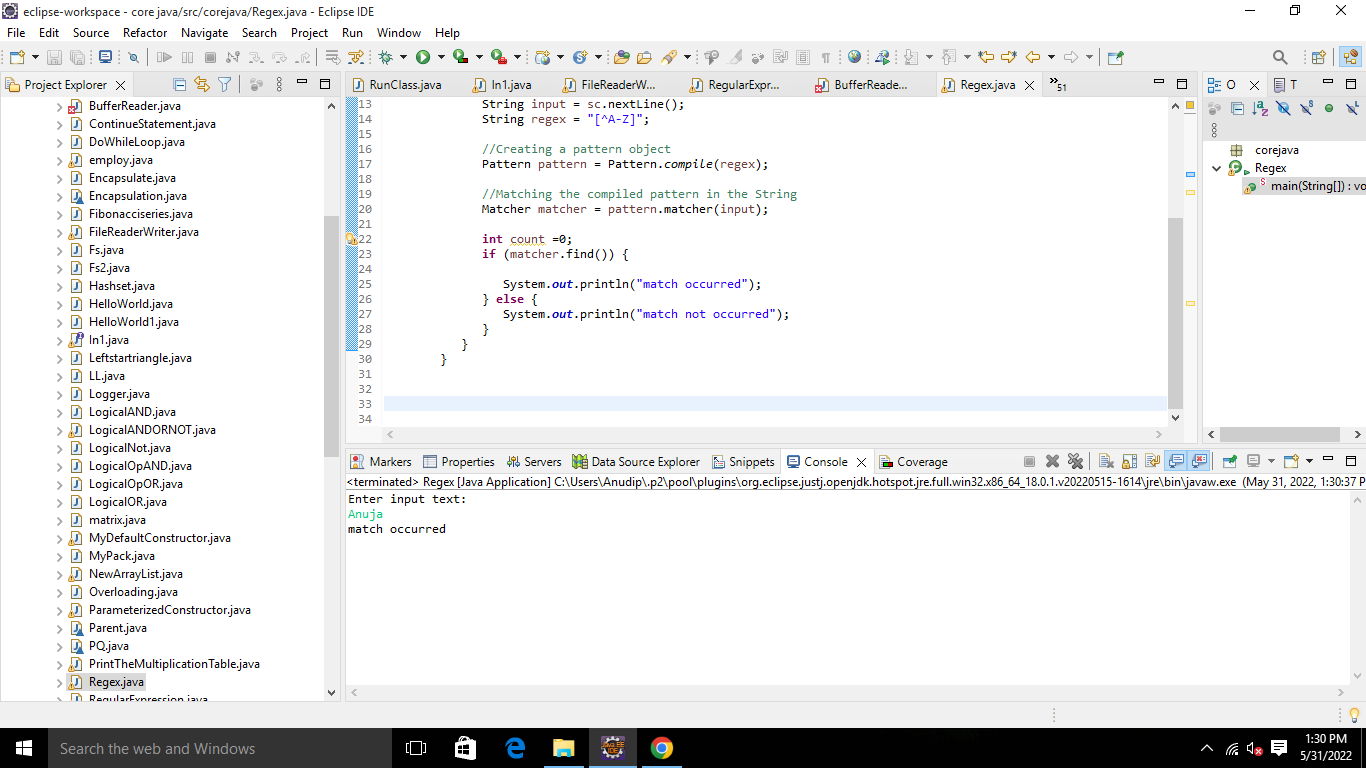 eclipse-workspace - core java/src/corejava/Regex.java - Eclipse IDE
File Edit Source Refactor Navigate Search Project Run Window Help
Project Explorer
BufferReader.java
ContinueStatement.java
DoWhileLoop.java
employ.java
Encapsulate.java
Encapsulation.java
Fibonacciseries.java
FileReaderWriter.java
Fs.java
Fs2.java
Hashset.java
HelloWorld.java
HelloWorld1.java
In1.java
Leftstartriangle.java
LL.java
Logger.java
LogicalAND.java
LogicalANDORNOT.java
LogicalNot.java
LogicalOpAND.java
LogicalOpOR.java
LogicalOR.java
matrix.java
MyDefaultConstructor.java
MyPack.java
NewArrayList.java
Overloading.java
ParameterizedConstructor.java
Parent.java
PQ.java
PrintTheMultiplicationTable.java
Regex.java
RegularExpression.java
RunClass.java In1.java FileReaderW... RegularExpr... BufferReade... Regex.java »51
13 String input = sc.nextLine();
14 String regex = "[^A-Z]";
15
16 //Creating a pattern object
17 Pattern pattern = Pattern.compile(regex);
18
19 //Matching the compiled pattern in the String
20 Matcher matcher = pattern.matcher(input);
21
22 int count =0;
23 if (matcher.find()) {
24
25 System.out.println("match occurred");
26 } else {
27 System.out.println("match not occurred");
28 }
29 }
30 }
31
32
33
34
O T
corejava
Regex
main(String[]) : vo
Markers Properties Servers Data Source Explorer Snippets Console Coverage
<terminated> Regex [Java Application] C:\Users\Anudip\.p2\pool\plugins\org.eclipse.justj.openjdk.hotspot.jre.full.win32.x86_64_18.0.1.v20220515-1614\jre\bin\javaw.exe (May 31, 2022, 1:30:37 P
Enter input text:
Anuja
match occurred
Search the web and Windows
1:30 PM
5/31/2022